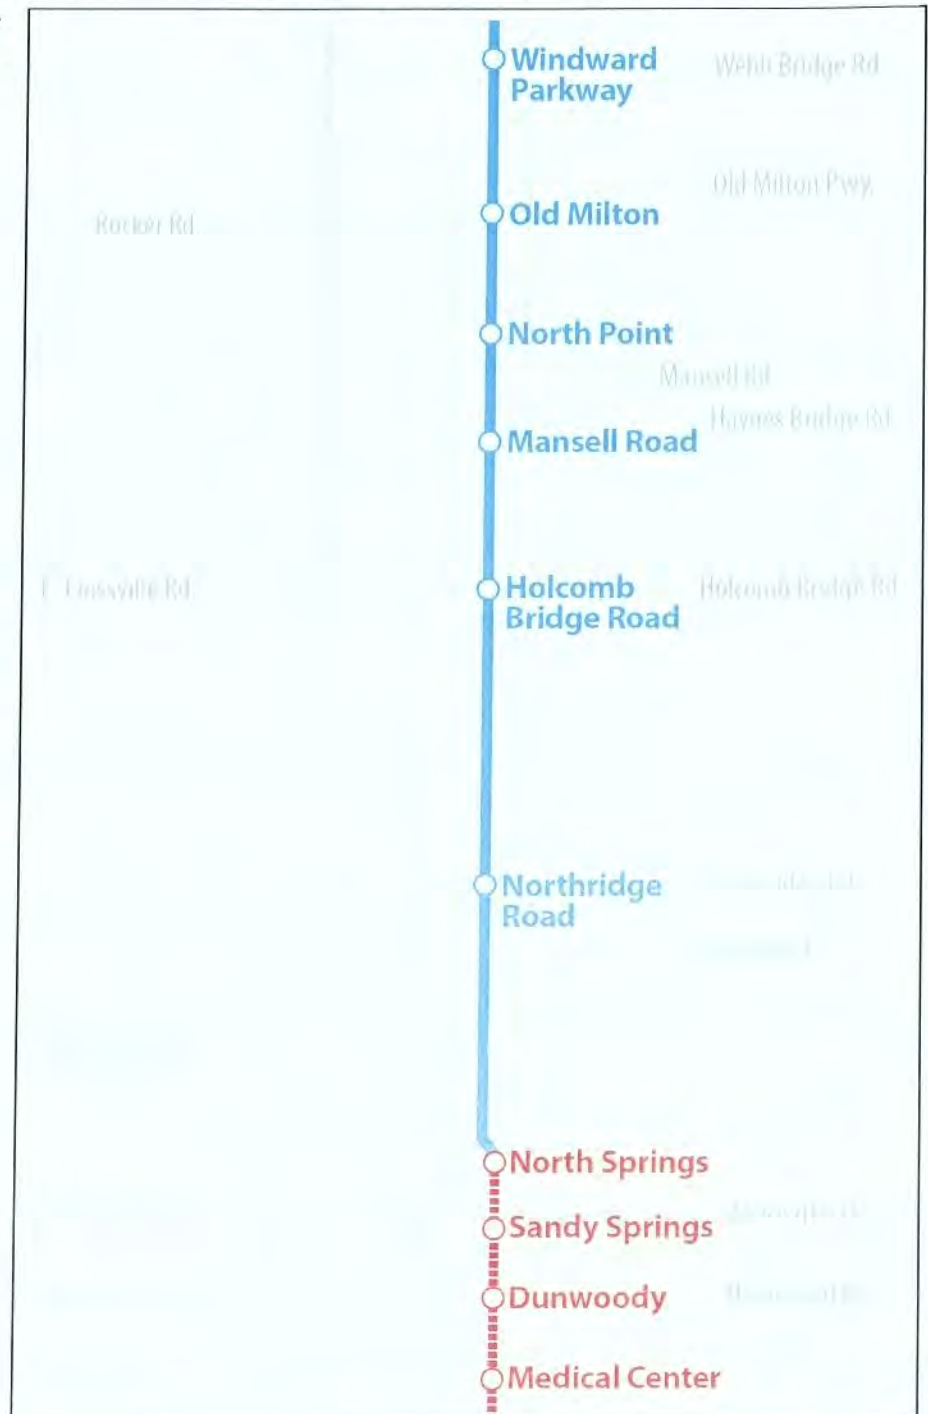 Windward
Parkway
Webb Bridge Rd
Old Milton Pwy.
Old Milton
North Point
Mansell Rd
Haynes Bridge Rd
Mansell Road
Holcomb
Bridge Road
Holcomb Bridge Rd
Northridge
Road
North Springs
Sandy Springs
Dunwoody
Medical Center